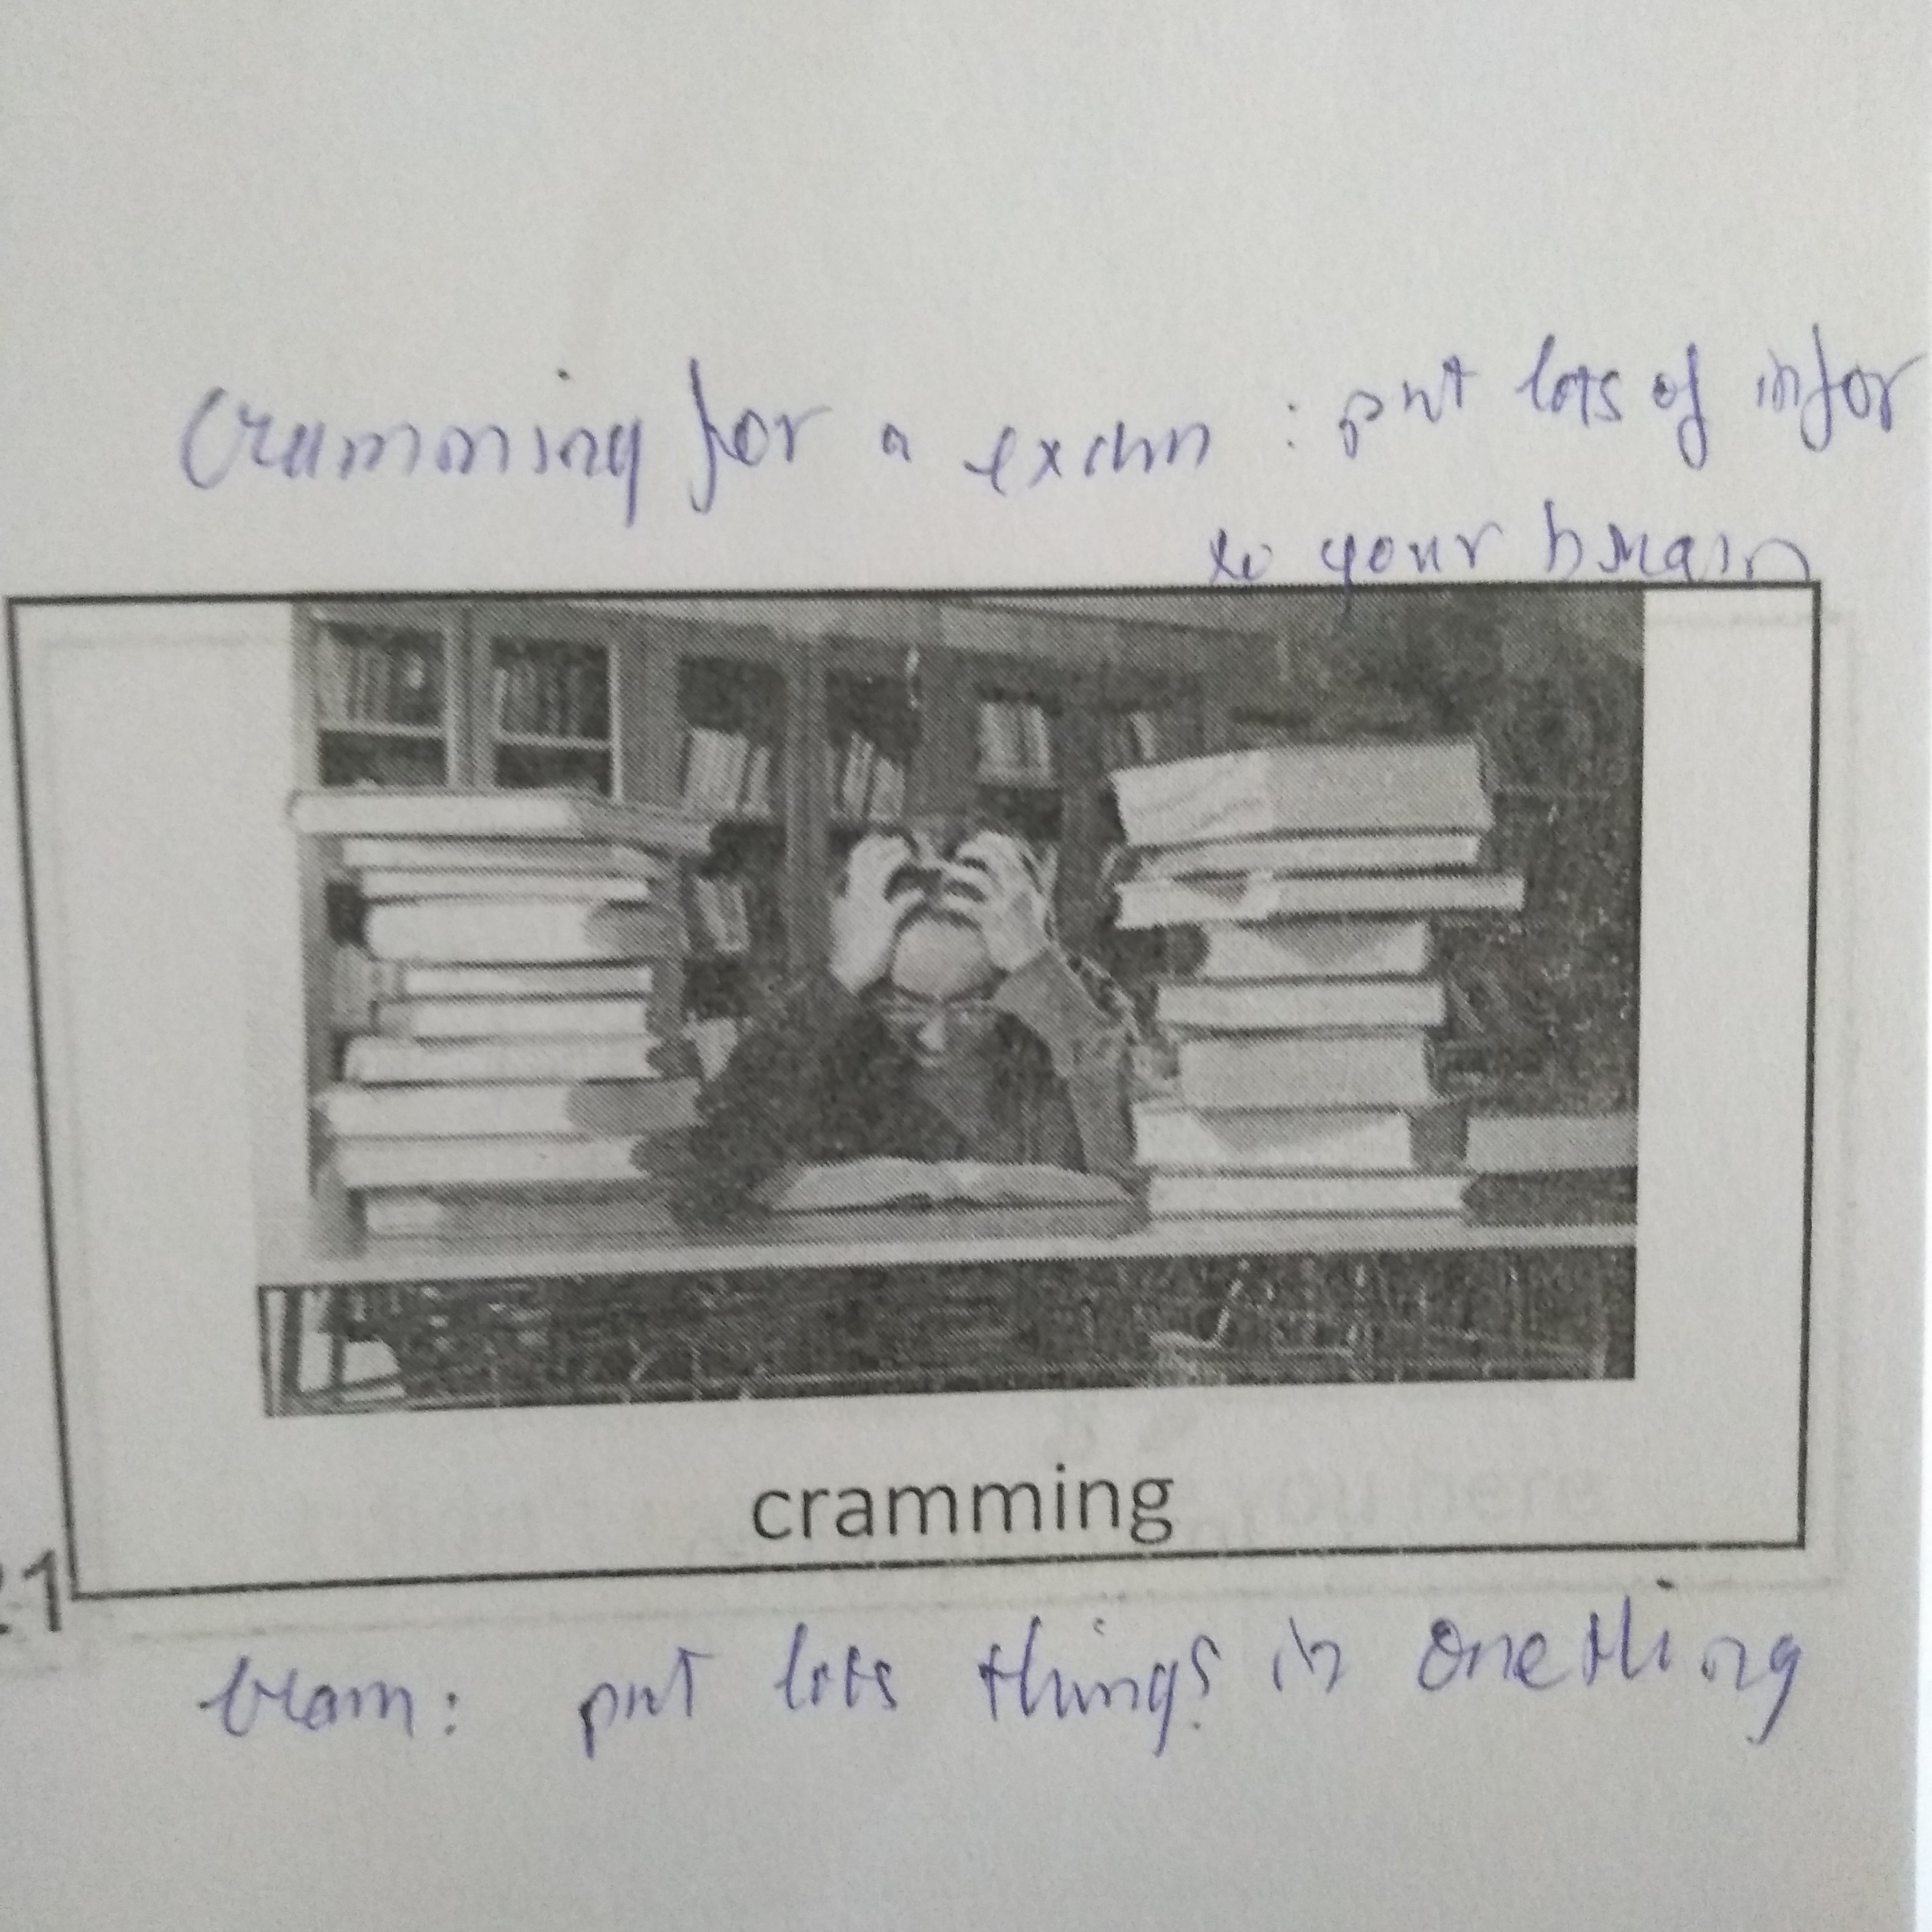 Cramming for a exam : put lots of infor
to your brain
cramming
21
cram: put lots things in one thing